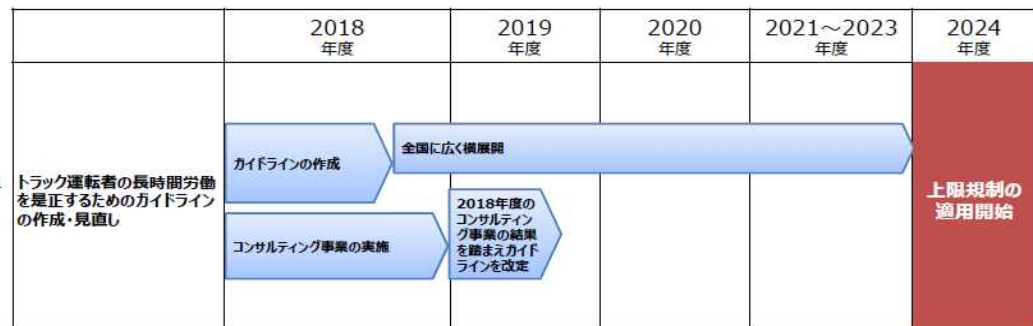 2018
年度
2019
年度
2020
年度
2021～2023
年度
2024
年度
トラック運転者の長時間労働
を是正するためのガイドライン
の作成・見直し
ガイドラインの作成
全国に広く横展開
コンサルティング事業の実施
2018年度の
コンサルティン
グ事業の結果
を踏まえガイド
ラインを改定
上限規制の
適用開始